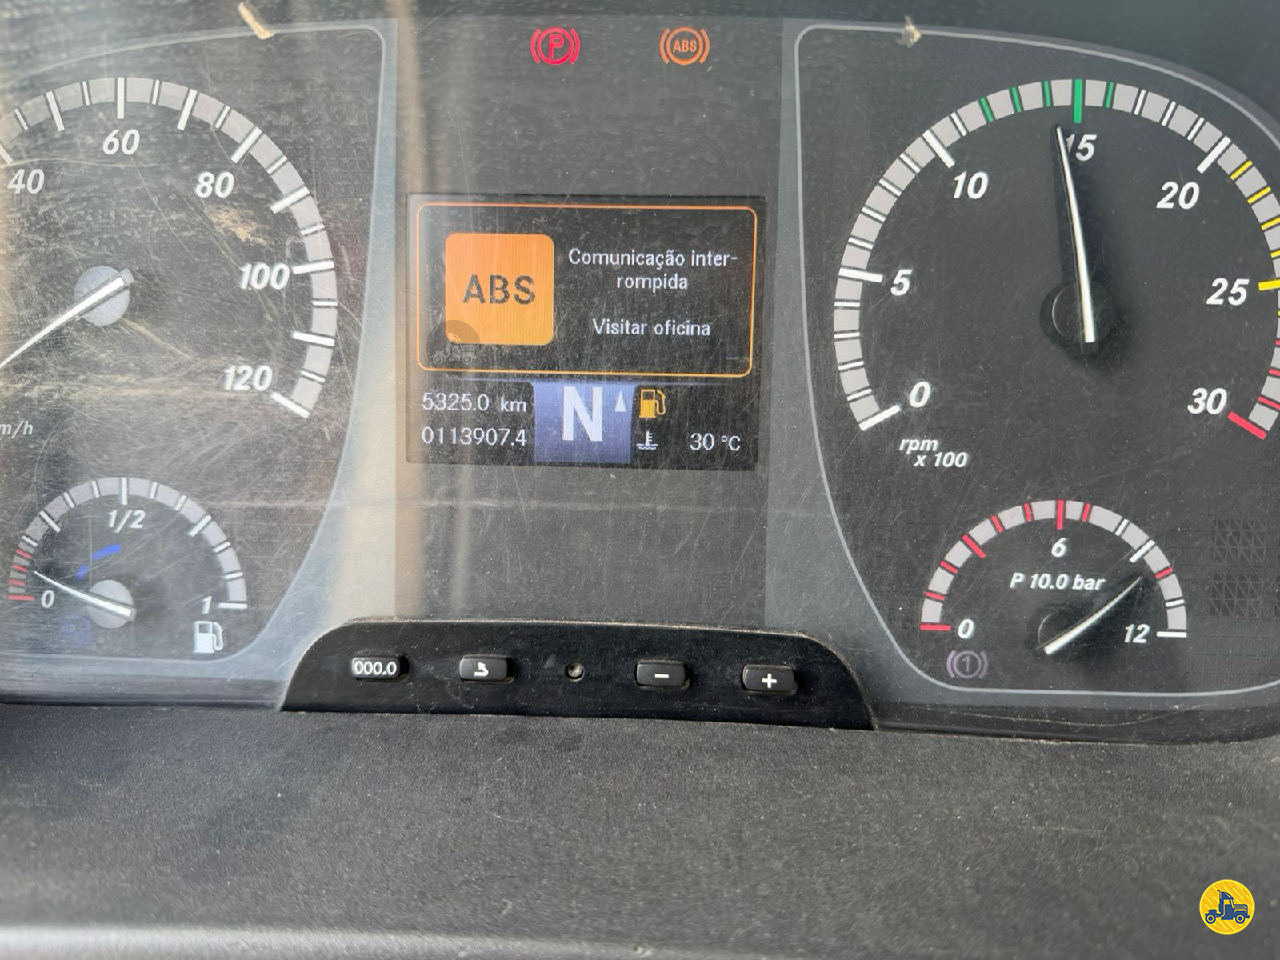 P
ABS
40
60
80
100
120
m/h
ABS
Comunicação inter-
rompida
Visitar oficina
5325.0 km
0113907.4
N
30 °C
0
5
10
15
20
25
30
rpm
x 100
0
1/2
1
0
6
12
P 10.0 bar
1
000.0
−
+